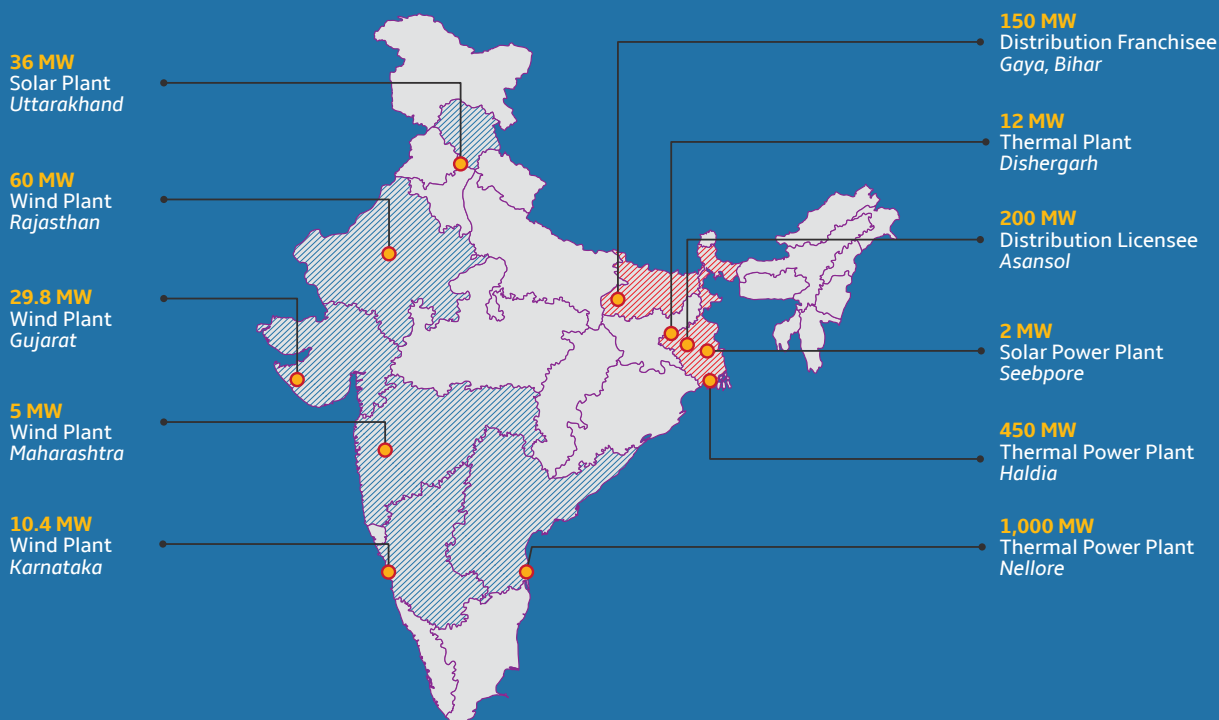 36 MW
Solar Plant
Uttarakhand
60 MW
Wind Plant
Rajasthan
29.8 MW
Wind Plant
Gujarat
5 MW
Wind Plant
Maharashtra
10.4 MW
Wind Plant
Karnataka
150 MW
Distribution Franchisee
Gaya, Bihar
12 MW
Thermal Plant
Dishergarh
200 MW
Distribution Licensee
Asansol
2 MW
Solar Power Plant
Seebpore
450 MW
Thermal Power Plant
Haldia
1,000 MW
Thermal Power Plant
Nellore